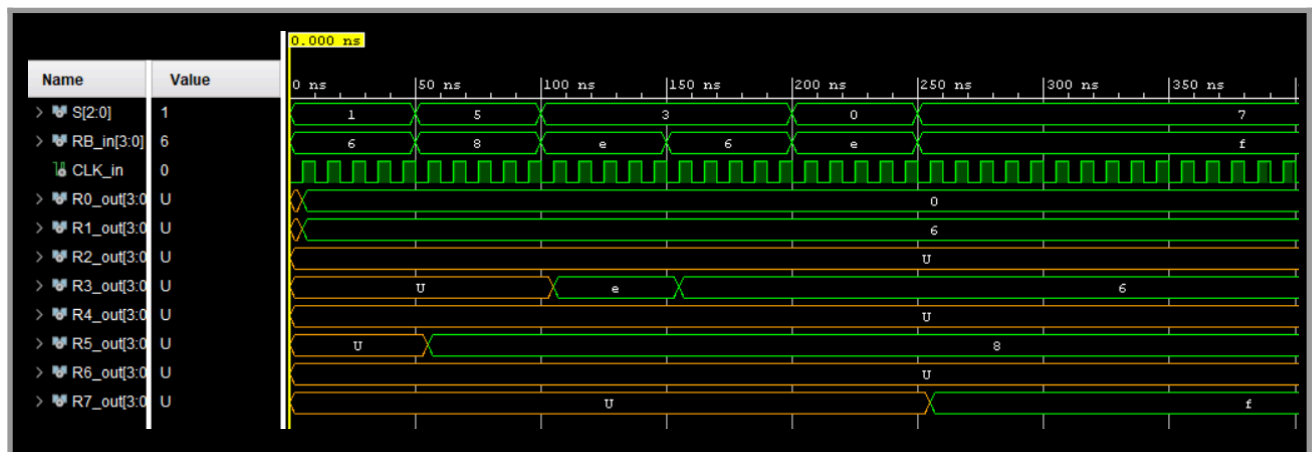 0.000 ns
Name Value 0 ns 50 ns 100 ns 150 ns 200 ns 250 ns 300 ns 350 ns
> S[2:0] 1 1 5 3 0 7
> RB_in[3:0] 6 6 8 e 6 e f
CLK_in 0
> R0_out[3:0 U 0
> R1_out[3:0 U 6
> R2_out[3:0 U U
> R3_out[3:0 U U e 6
> R4_out[3:0 U U
> R5_out[3:0 U U 8
> R6_out[3:0 U U
> R7_out[3:0 U U f